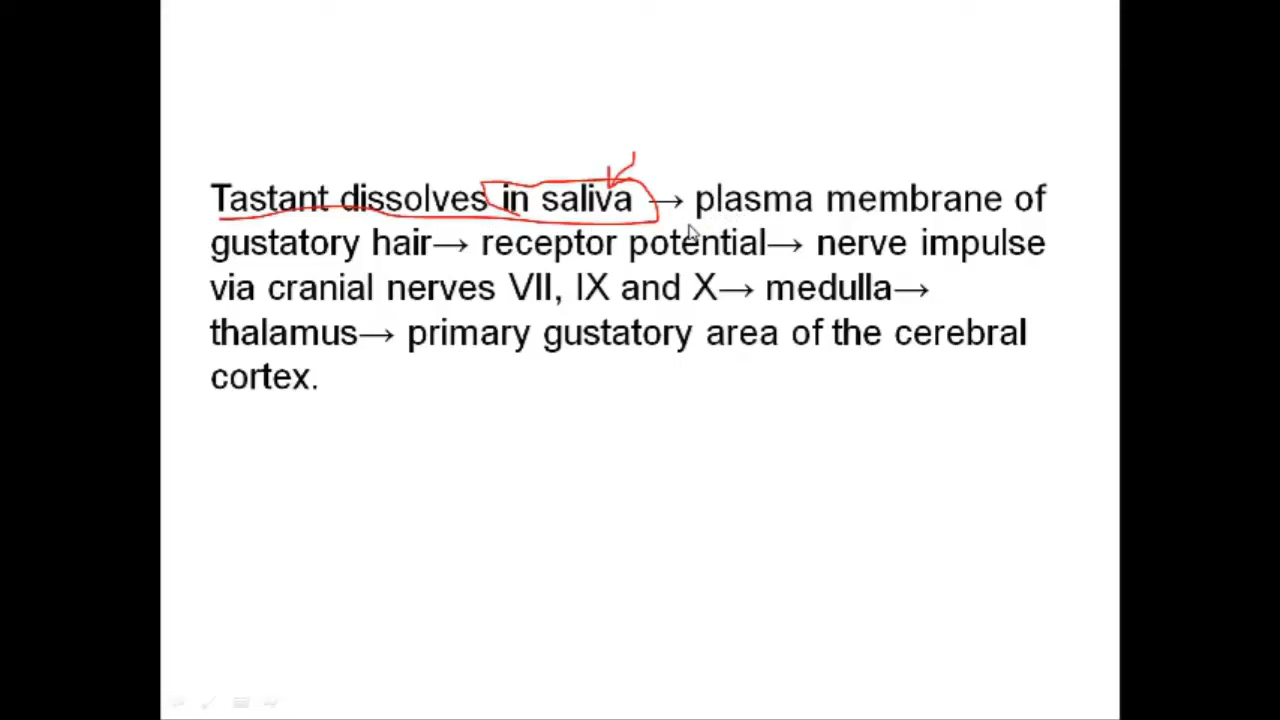 Tastant dissolves in saliva → plasma membrane of
gustatory hair→ receptor potential→ nerve impulse
via cranial nerves VII, IX and X→ medulla→
thalamus→ primary gustatory area of the cerebral
cortex.